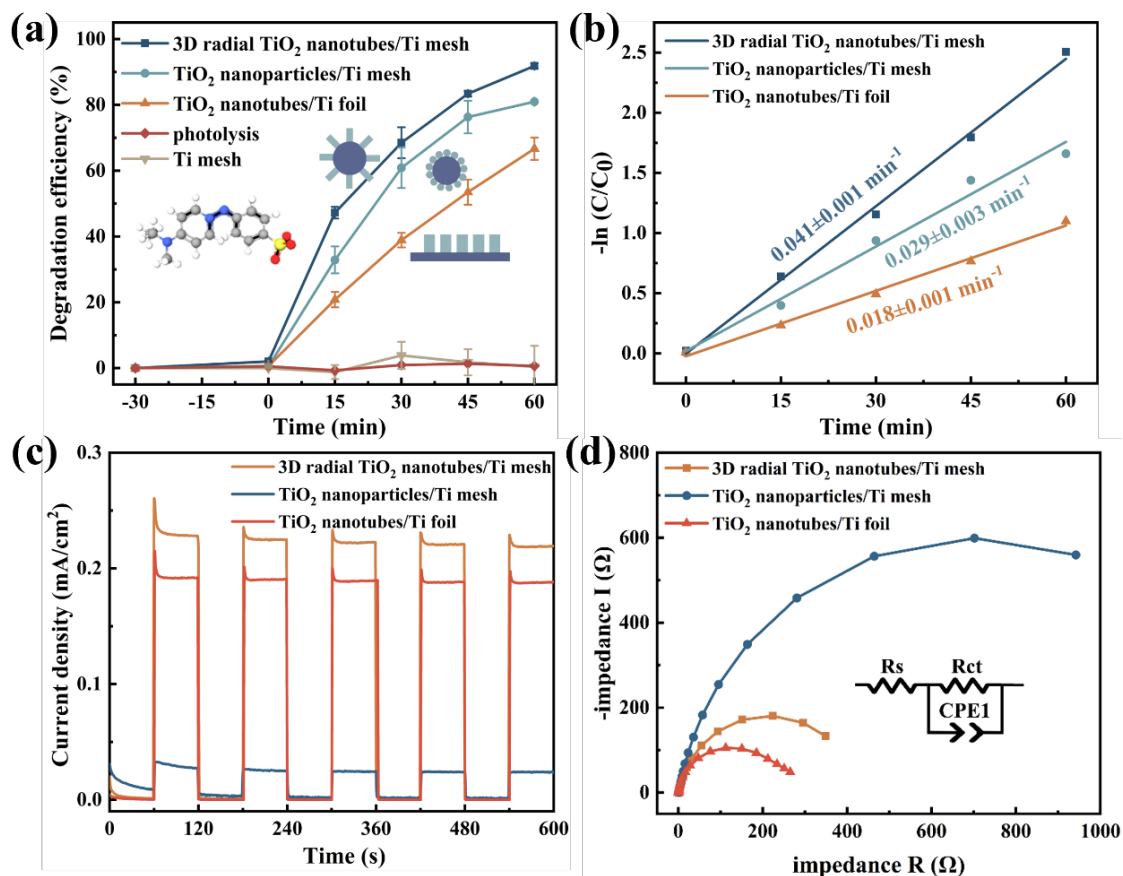 (a)
Degradation efficiency (%)
100
80
60
40
20
0
3D radial TiO₂ nanotubes/Ti mesh
TiO₂ nanoparticles/Ti mesh
TiO₂ nanotubes/Ti foil
photolysis
Ti mesh
-30
-15
0
15
30
45
60
Time (min)
(b)
-ln (C/C₀)
2.5
2.0
1.5
1.0
0.5
0.0
3D radial TiO₂ nanotubes/Ti mesh
TiO₂ nanoparticles/Ti mesh
TiO₂ nanotubes/Ti foil
0.041±0.001 min⁻¹
0.029±0.003 min⁻¹
0.018±0.001 min⁻¹
0
15
30
45
60
Time (min)
(c)
Current density (mA/cm²)
0.3
0.2
0.1
0.0
3D radial TiO₂ nanotubes/Ti mesh
TiO₂ nanoparticles/Ti mesh
TiO₂ nanotubes/Ti foil
0
120
240
360
480
600
Time (s)
(d)
-impedance I (Ω)
800
600
400
200
0
3D radial TiO₂ nanotubes/Ti mesh
TiO₂ nanoparticles/Ti mesh
TiO₂ nanotubes/Ti foil
Rs
Rct
CPE1
0
200
400
600
800
1000
impedance R (Ω)